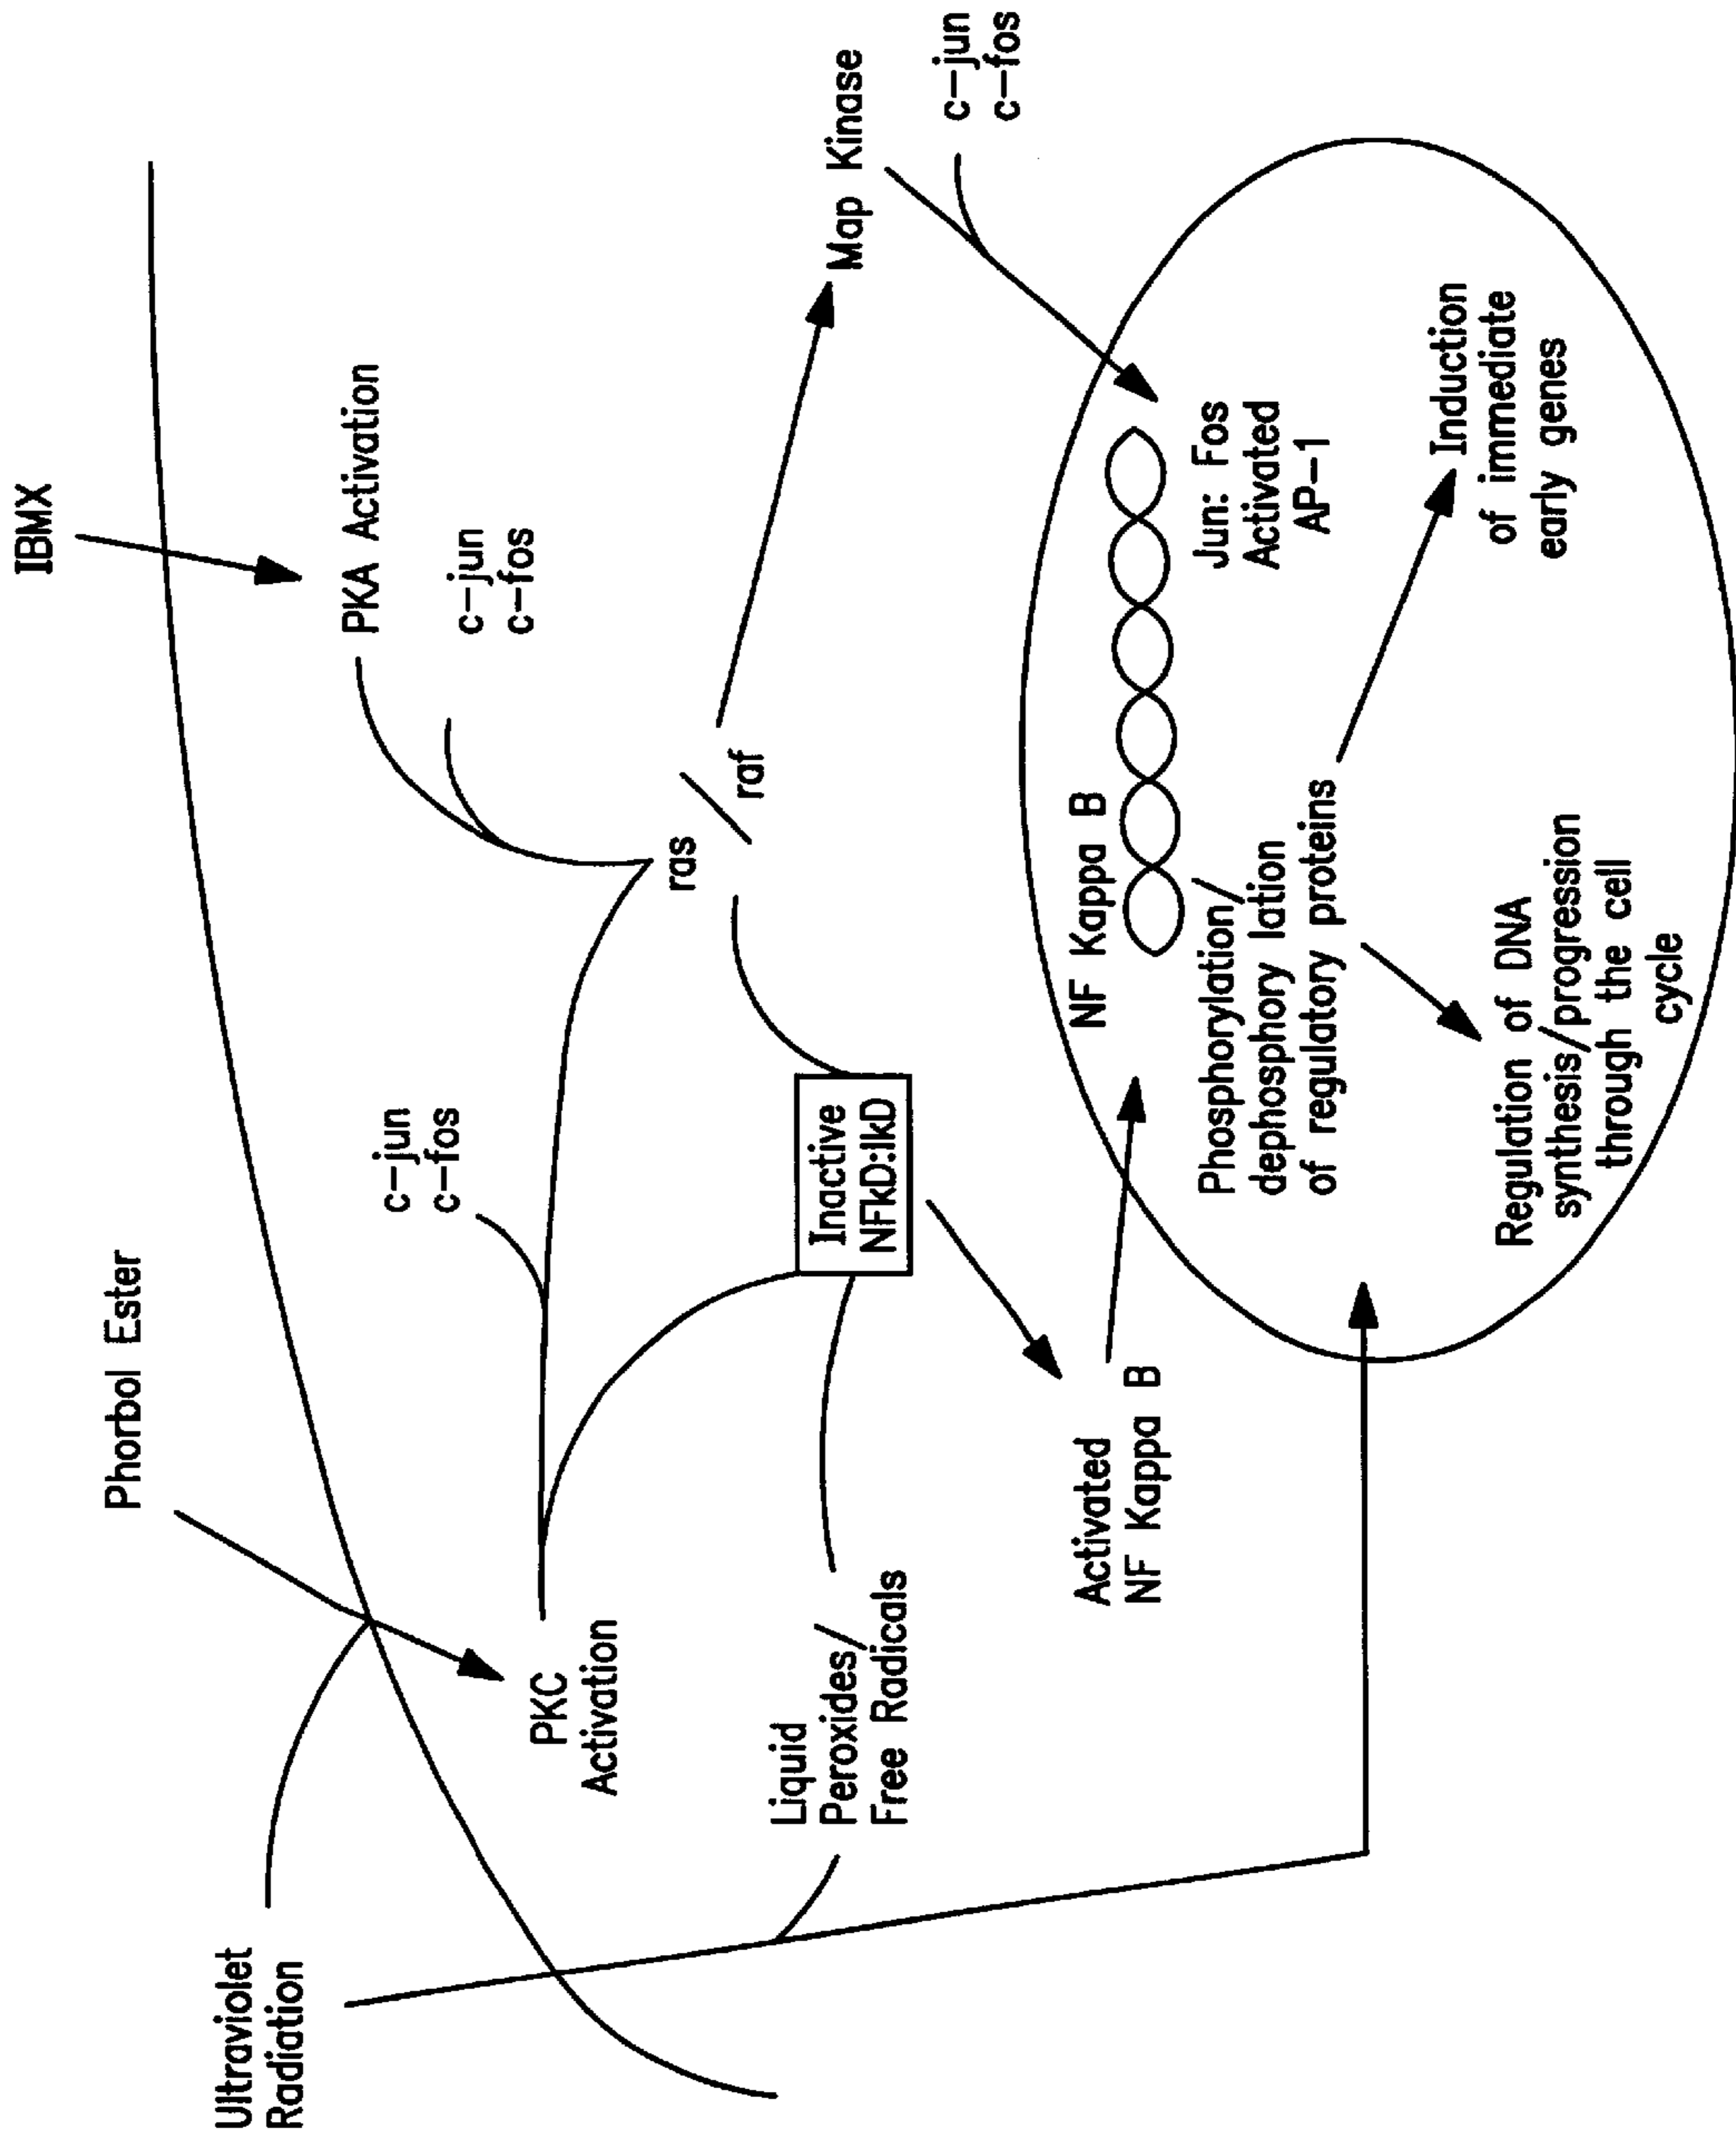 IBMX
Phorbol Ester
Ultraviolet
Radiation
PKA Activation
c-jun
c-fos
c-jun
c-fos
PKC
Activation
ras / raf
Map Kinase
c-jun
c-fos
Liquid
Peroxides/
Free Radicals
Inactive
NFkD:IkD
Activated
NF Kappa B
NF Kappa B
Jun: Fos
Activated
AP-1
Phosphorylation/
dephosphory lation
of regulatory proteins
Induction
of immediate
early genes
Regulation of DNA
synthesis/progression
through the cell
cycle